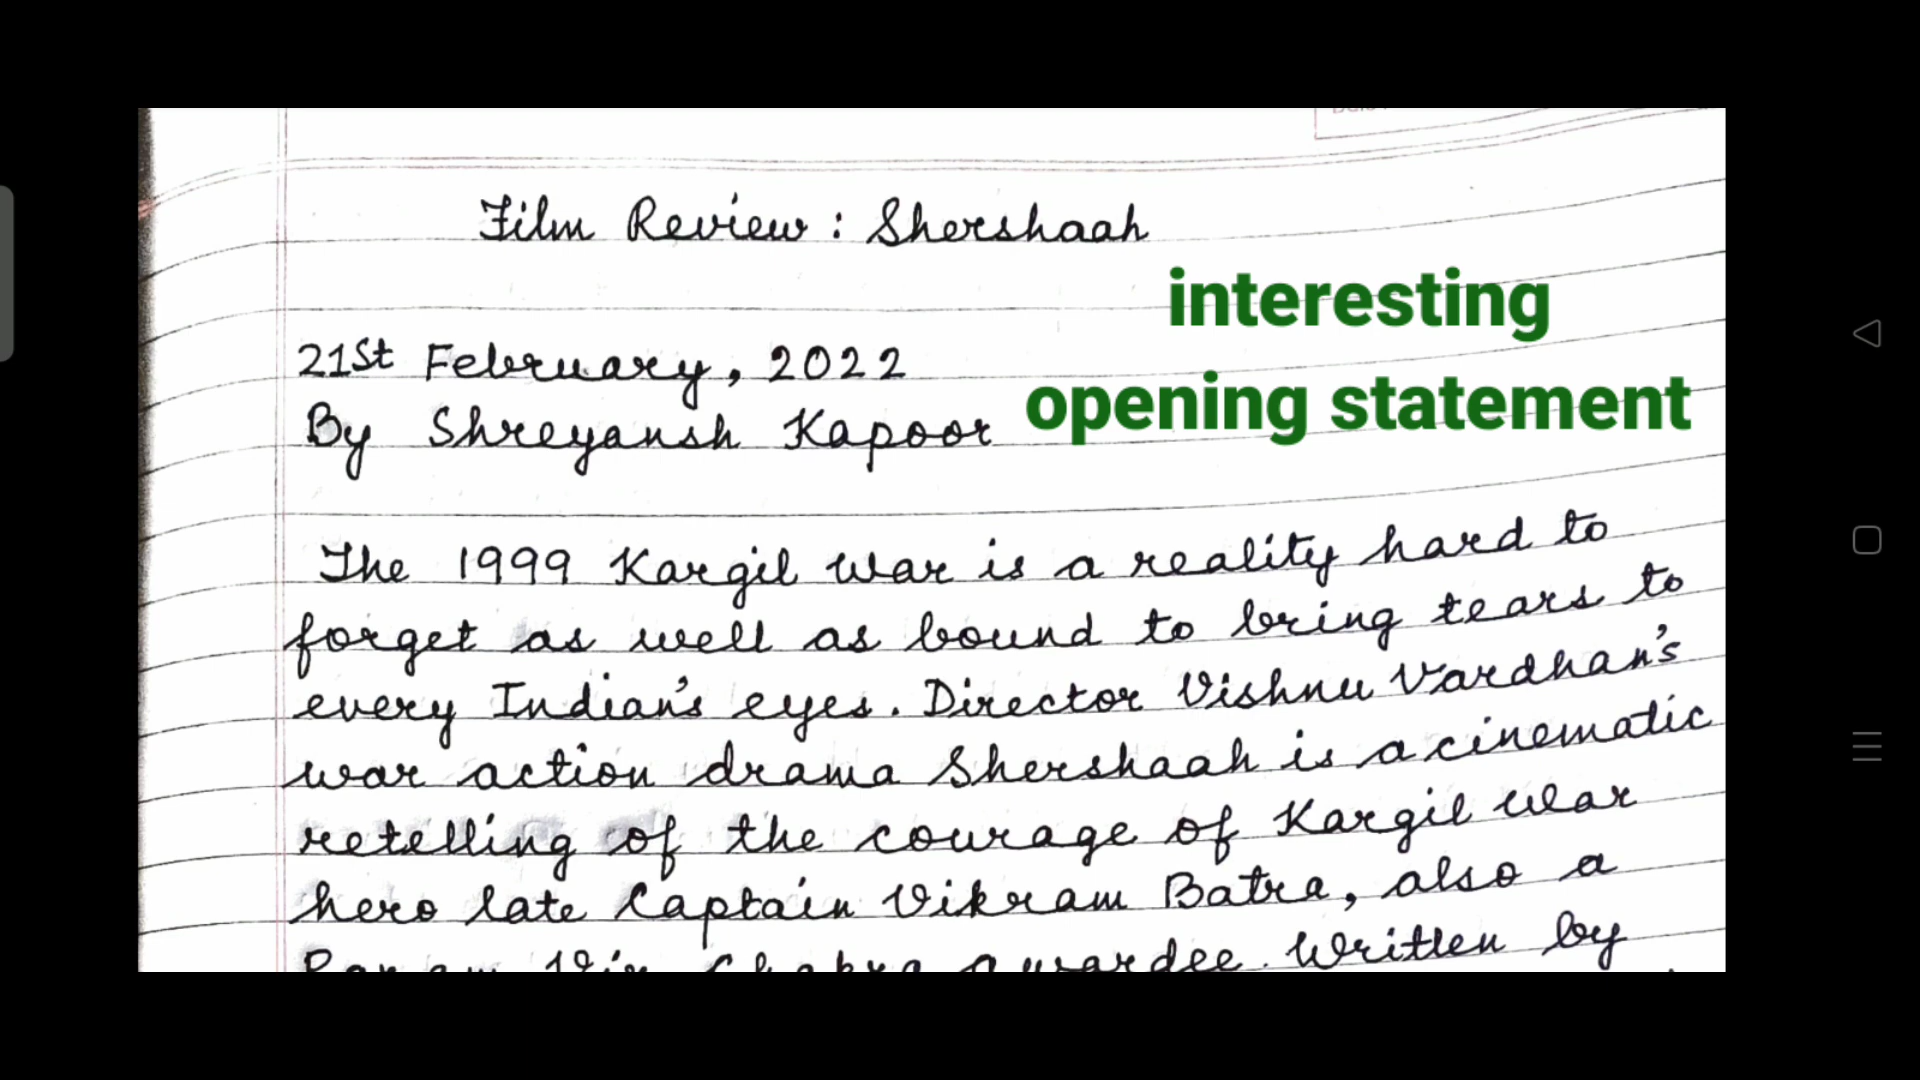 Film Review : Shershaah
interesting
21st February, 2022
opening statement
By Shreyansh Kapoor
The 1999 Kargil war is a reality hard to
forget as well as bound to bring tears to
every Indian's eyes. Director Vishnu Vardhan's
war action drama Shershaah is a cinematic
retelling of the courage of Kargil war
hero late Captain Vikram Batra, also a
Param Vir Chakra awardee. Written by